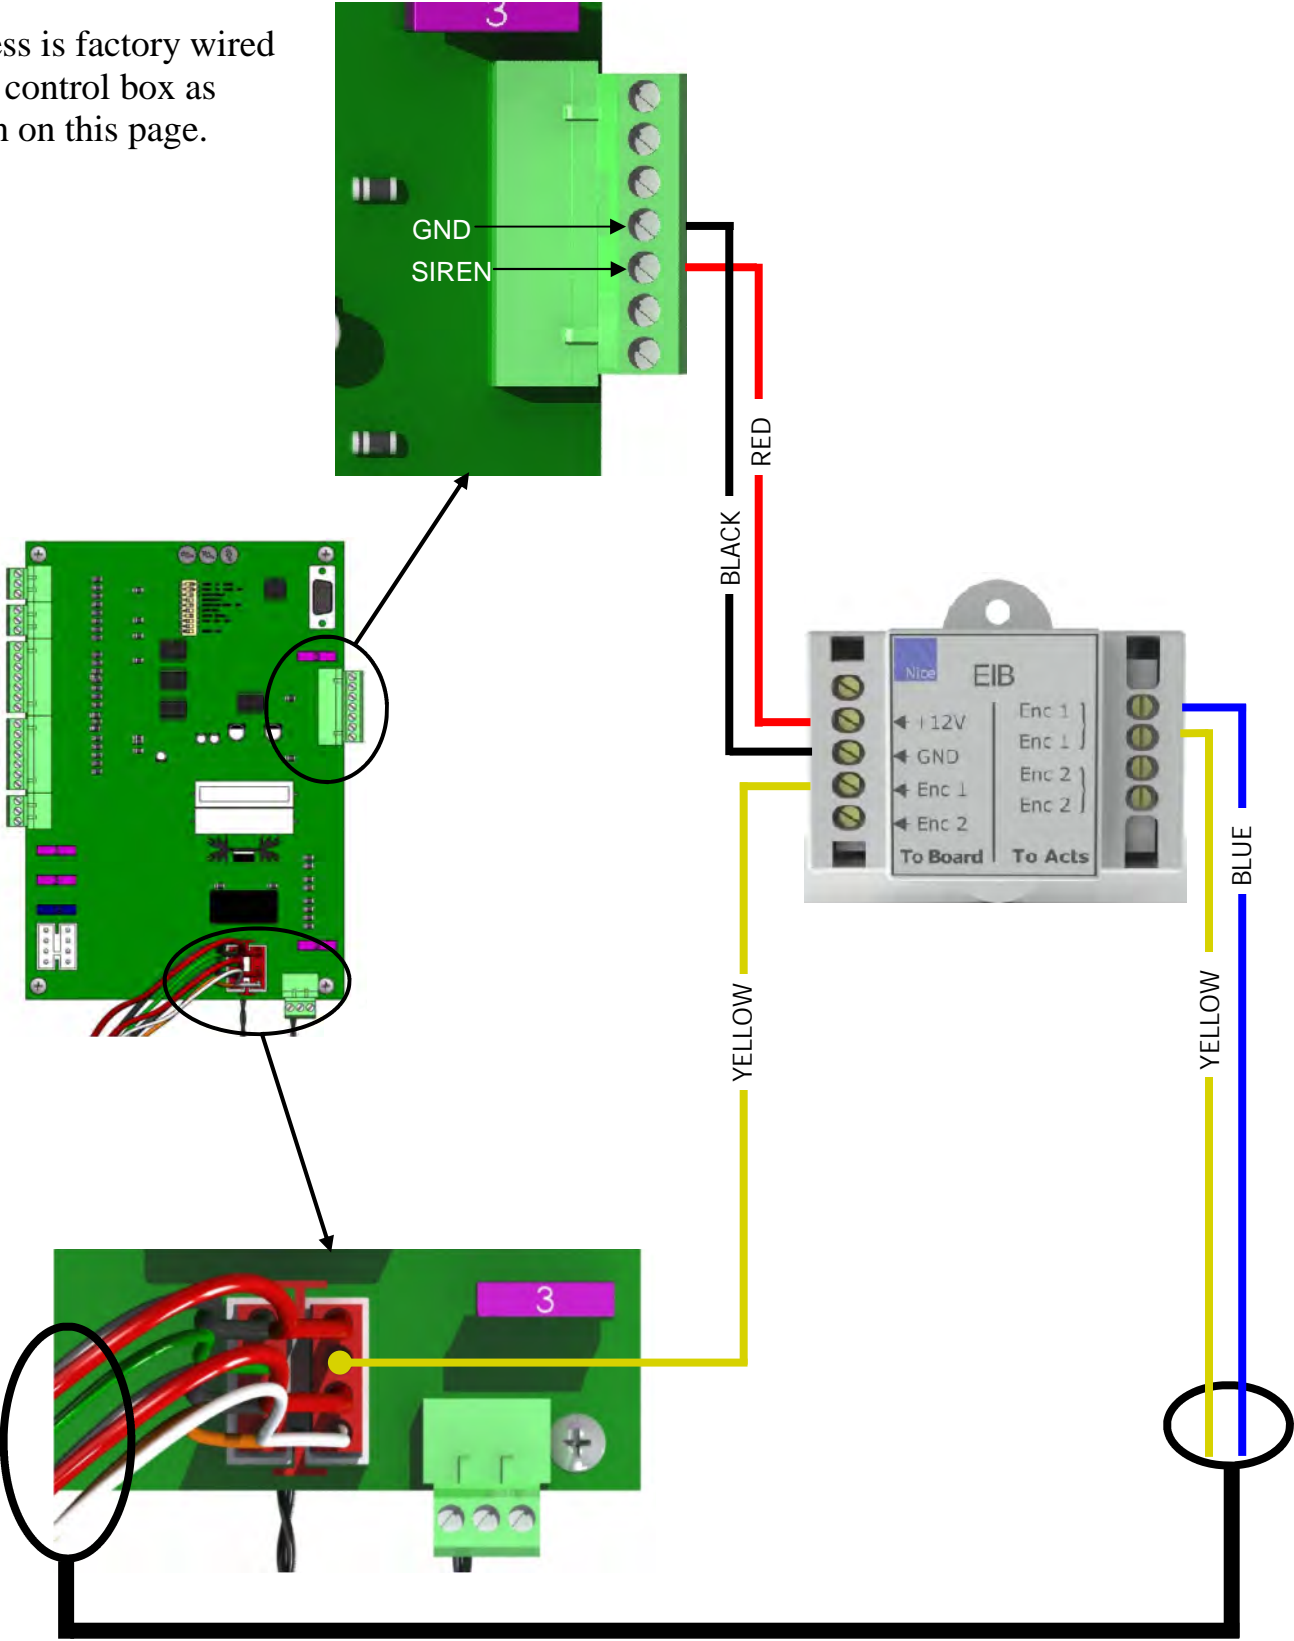 ess is factory wired
control box as
n on this page.
3
GND
SIREN
RED
BLACK
Nice
EIB
+12V
GND
Enc 1
Enc 2
To Board
Enc 1
Enc 1
Enc 2
Enc 2
To Acts
BLUE
YELLOW
YELLOW
3